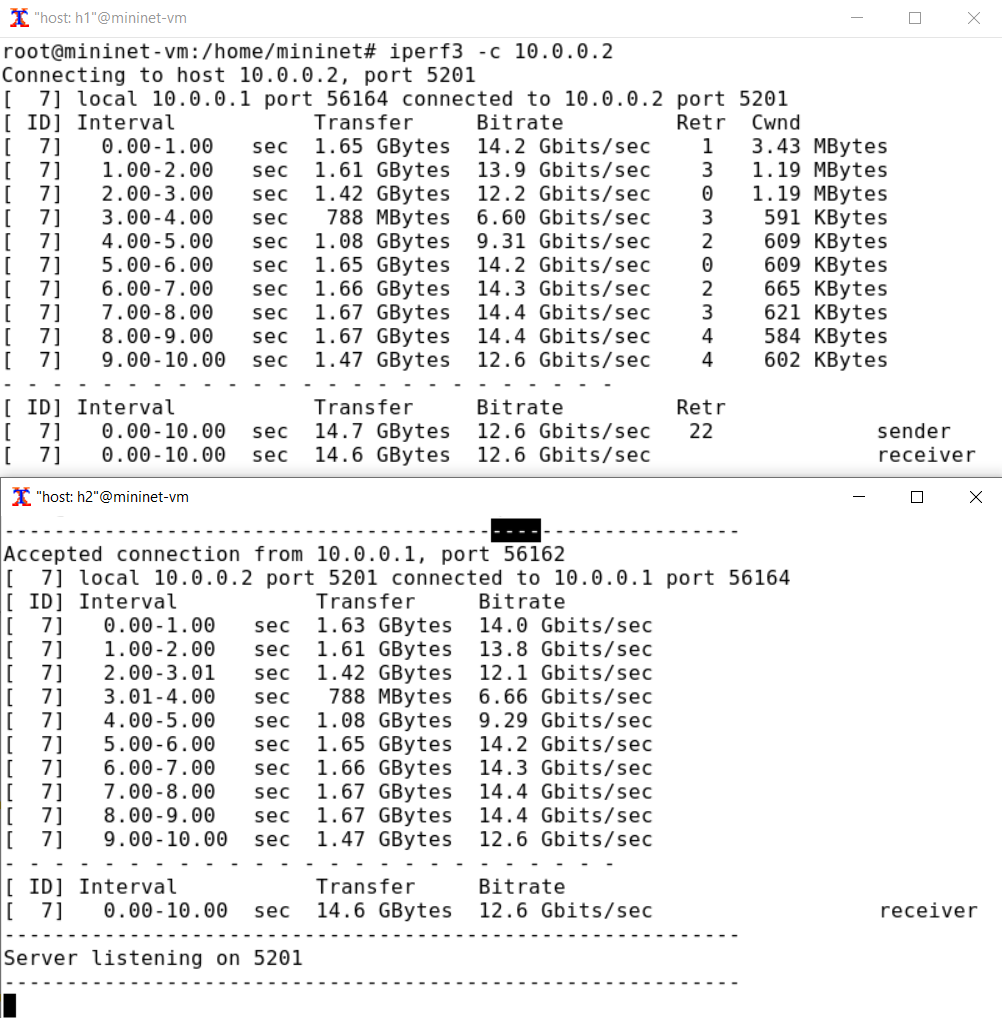 "host: h1"@mininet-vm
root@mininet-vm:/home/mininet# iperf3 -c 10.0.0.2
Connecting to host 10.0.0.2, port 5201
[  7] local 10.0.0.1 port 56164 connected to 10.0.0.2 port 5201
[ ID] Interval           Transfer     Bitrate         Retr  Cwnd
[  7]   0.00-1.00   sec  1.65 GBytes  14.2 Gbits/sec    1   3.43 MBytes
[  7]   1.00-2.00   sec  1.61 GBytes  13.9 Gbits/sec    3   1.19 MBytes
[  7]   2.00-3.00   sec  1.42 GBytes  12.2 Gbits/sec    0   1.19 MBytes
[  7]   3.00-4.00   sec   788 MBytes  6.60 Gbits/sec    3    591 KBytes
[  7]   4.00-5.00   sec  1.08 GBytes  9.31 Gbits/sec    2    609 KBytes
[  7]   5.00-6.00   sec  1.65 GBytes  14.2 Gbits/sec    0    609 KBytes
[  7]   6.00-7.00   sec  1.66 GBytes  14.3 Gbits/sec    2    665 KBytes
[  7]   7.00-8.00   sec  1.67 GBytes  14.4 Gbits/sec    3    621 KBytes
[  7]   8.00-9.00   sec  1.67 GBytes  14.4 Gbits/sec    4    584 KBytes
[  7]   9.00-10.00  sec  1.47 GBytes  12.6 Gbits/sec    4    602 KBytes
- - - - - - - - - - - - - - - - - - - - - - - - -
[ ID] Interval           Transfer     Bitrate         Retr
[  7]   0.00-10.00  sec  14.7 GBytes  12.6 Gbits/sec   22             sender
[  7]   0.00-10.00  sec  14.6 GBytes  12.6 Gbits/sec                  receiver
"host: h2"@mininet-vm
-----------------------------------------------------------
Accepted connection from 10.0.0.1, port 56162
[  7] local 10.0.0.2 port 5201 connected to 10.0.0.1 port 56164
[ ID] Interval           Transfer     Bitrate
[  7]   0.00-1.00   sec  1.63 GBytes  14.0 Gbits/sec
[  7]   1.00-2.00   sec  1.61 GBytes  13.8 Gbits/sec
[  7]   2.00-3.01   sec  1.42 GBytes  12.1 Gbits/sec
[  7]   3.01-4.00   sec   788 MBytes  6.66 Gbits/sec
[  7]   4.00-5.00   sec  1.08 GBytes  9.29 Gbits/sec
[  7]   5.00-6.00   sec  1.65 GBytes  14.2 Gbits/sec
[  7]   6.00-7.00   sec  1.66 GBytes  14.3 Gbits/sec
[  7]   7.00-8.00   sec  1.67 GBytes  14.4 Gbits/sec
[  7]   8.00-9.00   sec  1.67 GBytes  14.4 Gbits/sec
[  7]   9.00-10.00  sec  1.47 GBytes  12.6 Gbits/sec
- - - - - - - - - - - - - - - - - - - - - - - - -
[ ID] Interval           Transfer     Bitrate
[  7]   0.00-10.00  sec  14.6 GBytes  12.6 Gbits/sec                  receiver
-----------------------------------------------------------
Server listening on 5201
-----------------------------------------------------------